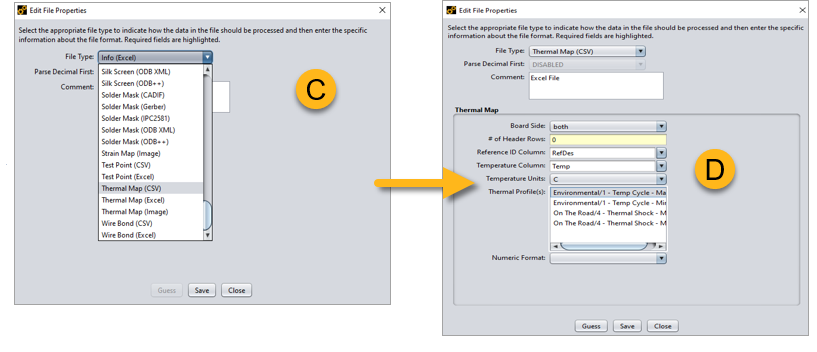 Edit File Properties
Select the appropriate file type to indicate how the data in the file should be processed and then enter the specific
information about the file format. Required fields are highlighted.
File Type: Info (Excel)
Parse Decimal First:
Comment:
Silk Screen (ODB XML)
Silk Screen (ODB++)
Solder Mask (CADIF)
Solder Mask (Gerber)
Solder Mask (IPC2581)
Solder Mask (ODB XML)
Solder Mask (ODB++)
Strain Map (Image)
Test Point (CSV)
Test Point (Excel)
Thermal Map (CSV)
Thermal Map (Excel)
Thermal Map (Image)
Wire Bond (CSV)
Wire Bond (Excel)
Guess Save Close
C
Edit File Properties
Select the appropriate file type to indicate how the data in the file should be processed and then enter the specific
information about the file format. Required fields are highlighted.
File Type: Thermal Map (CSV)
Parse Decimal First: DISABLED
Comment: Excel File
Thermal Map
Board Side: both
# of Header Rows: 0
Reference ID Column: RefDes
Temperature Column: Temp
Temperature Units: C
Thermal Profile(s): Environmental/1 - Temp Cycle - Ma
Environmental/1 - Temp Cycle - Mi
On The Road/4 - Thermal Shock - M
On The Road/4 - Thermal Shock - M
Numeric Format:
Guess Save Close
D